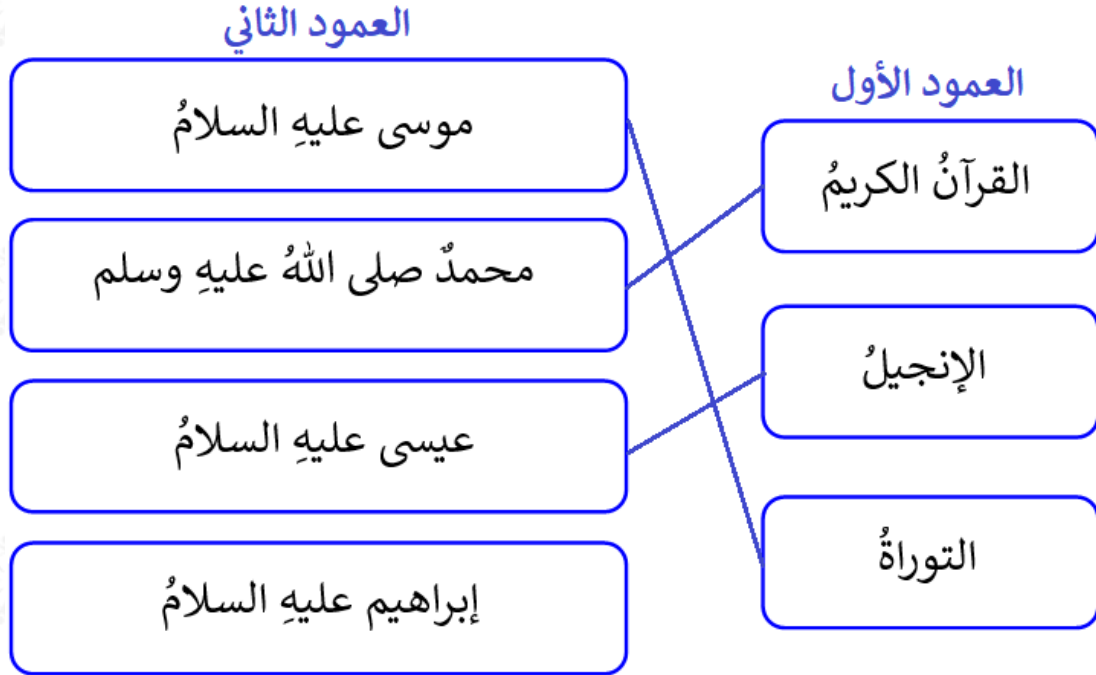 العمود الأول
القرآنُ الكريمُ
الإنجيلُ
التوراةُ
العمود الثاني
موسى عليهِ السلامُ
محمدٌ صلى اللهُ عليهِ وسلم
عيسى عليهِ السلامُ
إبراهيم عليهِ السلامُ